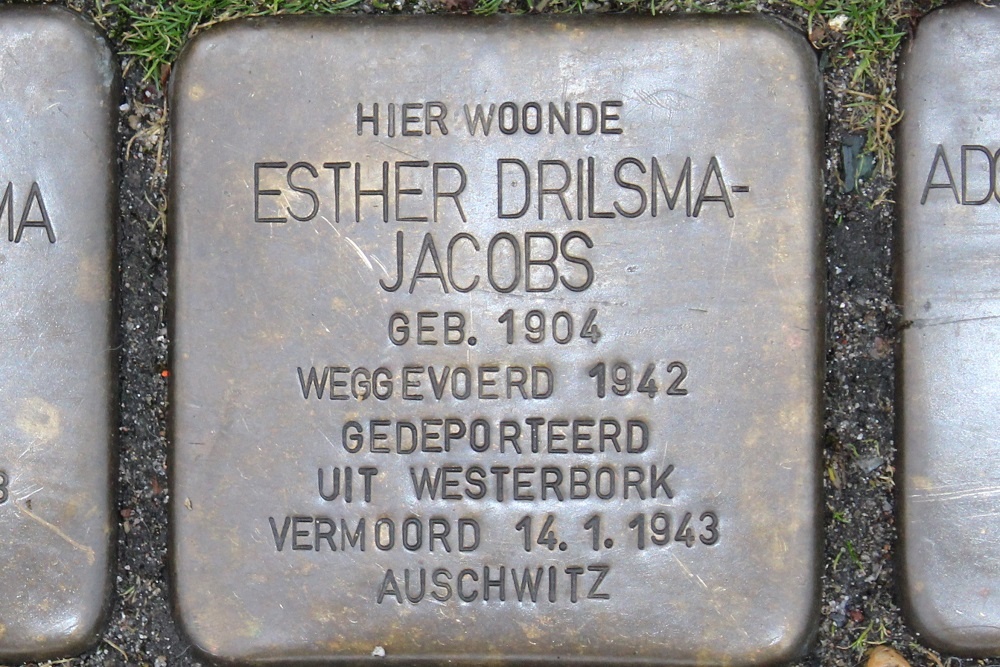 HIER WOONDE
ESTHER DRILSMA-
JACOBS
GEB. 1904
WEGGEVOERD 1942
GEDEPORTEERD
UIT WESTERBORK
VERMOORD 14.1.1943
AUSCHWITZ